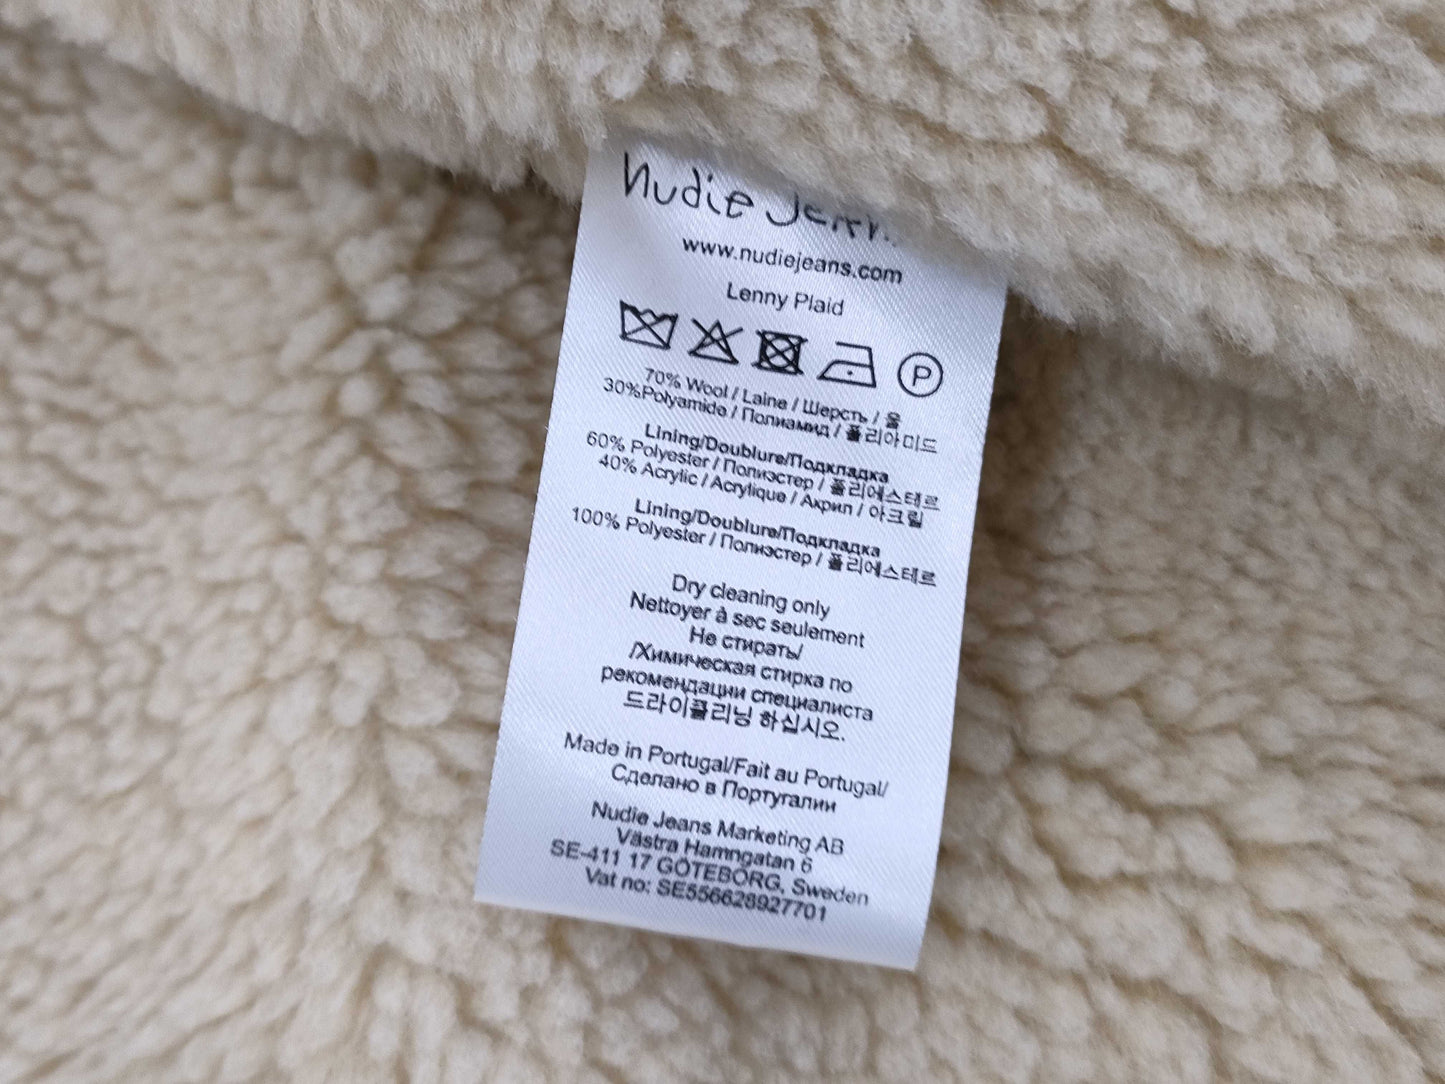 Nudie Jeans
www.nudiejeans.com
Lenny Plaid
P
70% Wool / Laine / Шерсть / 울
30%Polyamide / Полиамид / 폴리아미드
Lining/Doublure/Подкладка
60% Polyester / Полиэстер / 폴리에스테르
40% Acrylic / Acrylique / Акрил / 아크릴
Lining/Doublure/Подкладка
100% Polyester / Полиэстер / 폴리에스테르
Dry cleaning only
Nettoyer à sec seulement
Не стирать/
/Химическая стирка по
рекомендации специалиста
드라이클리닝 하십시오.
Made in Portugal/Fait au Portugal/
Сделано в Португалии
Nudie Jeans Marketing AB
Västra Hamngatan 6
SE-411 17 GÖTEBORG, Sweden
Vat no: SE556628927701